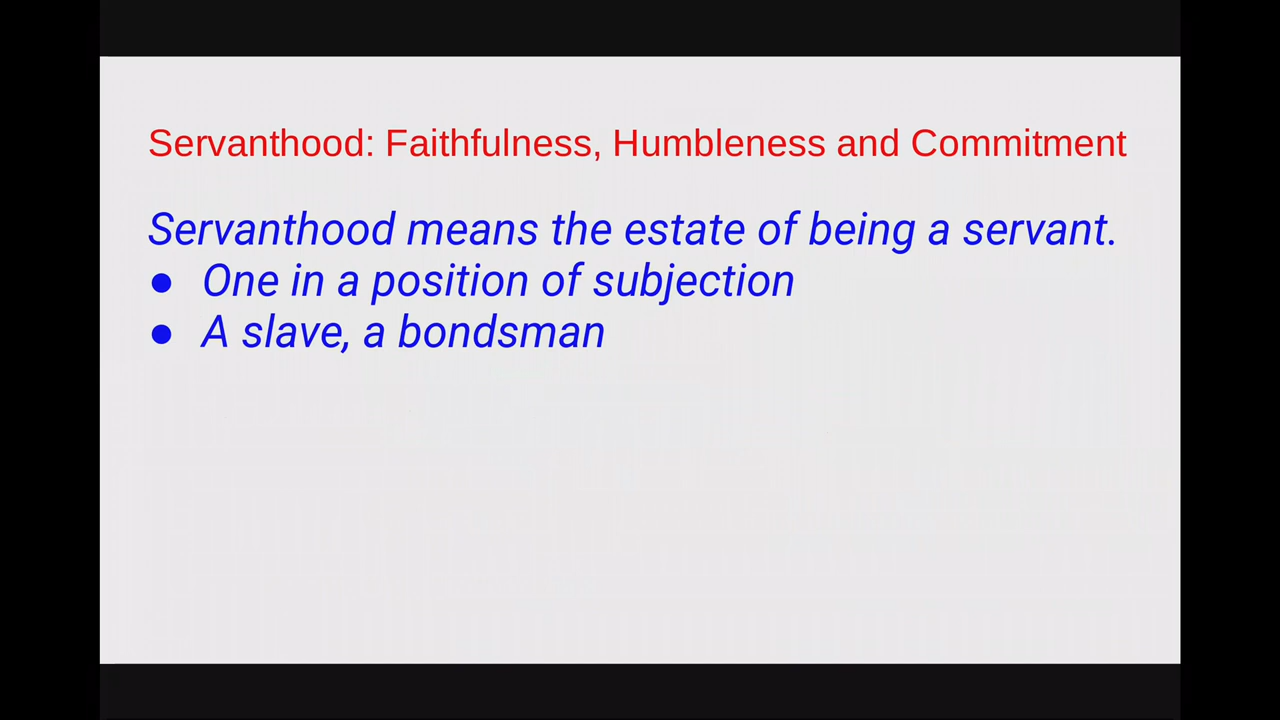 Servanthood: Faithfulness, Humbleness and Commitment
Servanthood means the estate of being a servant.
● One in a position of subjection
● A slave, a bondsman